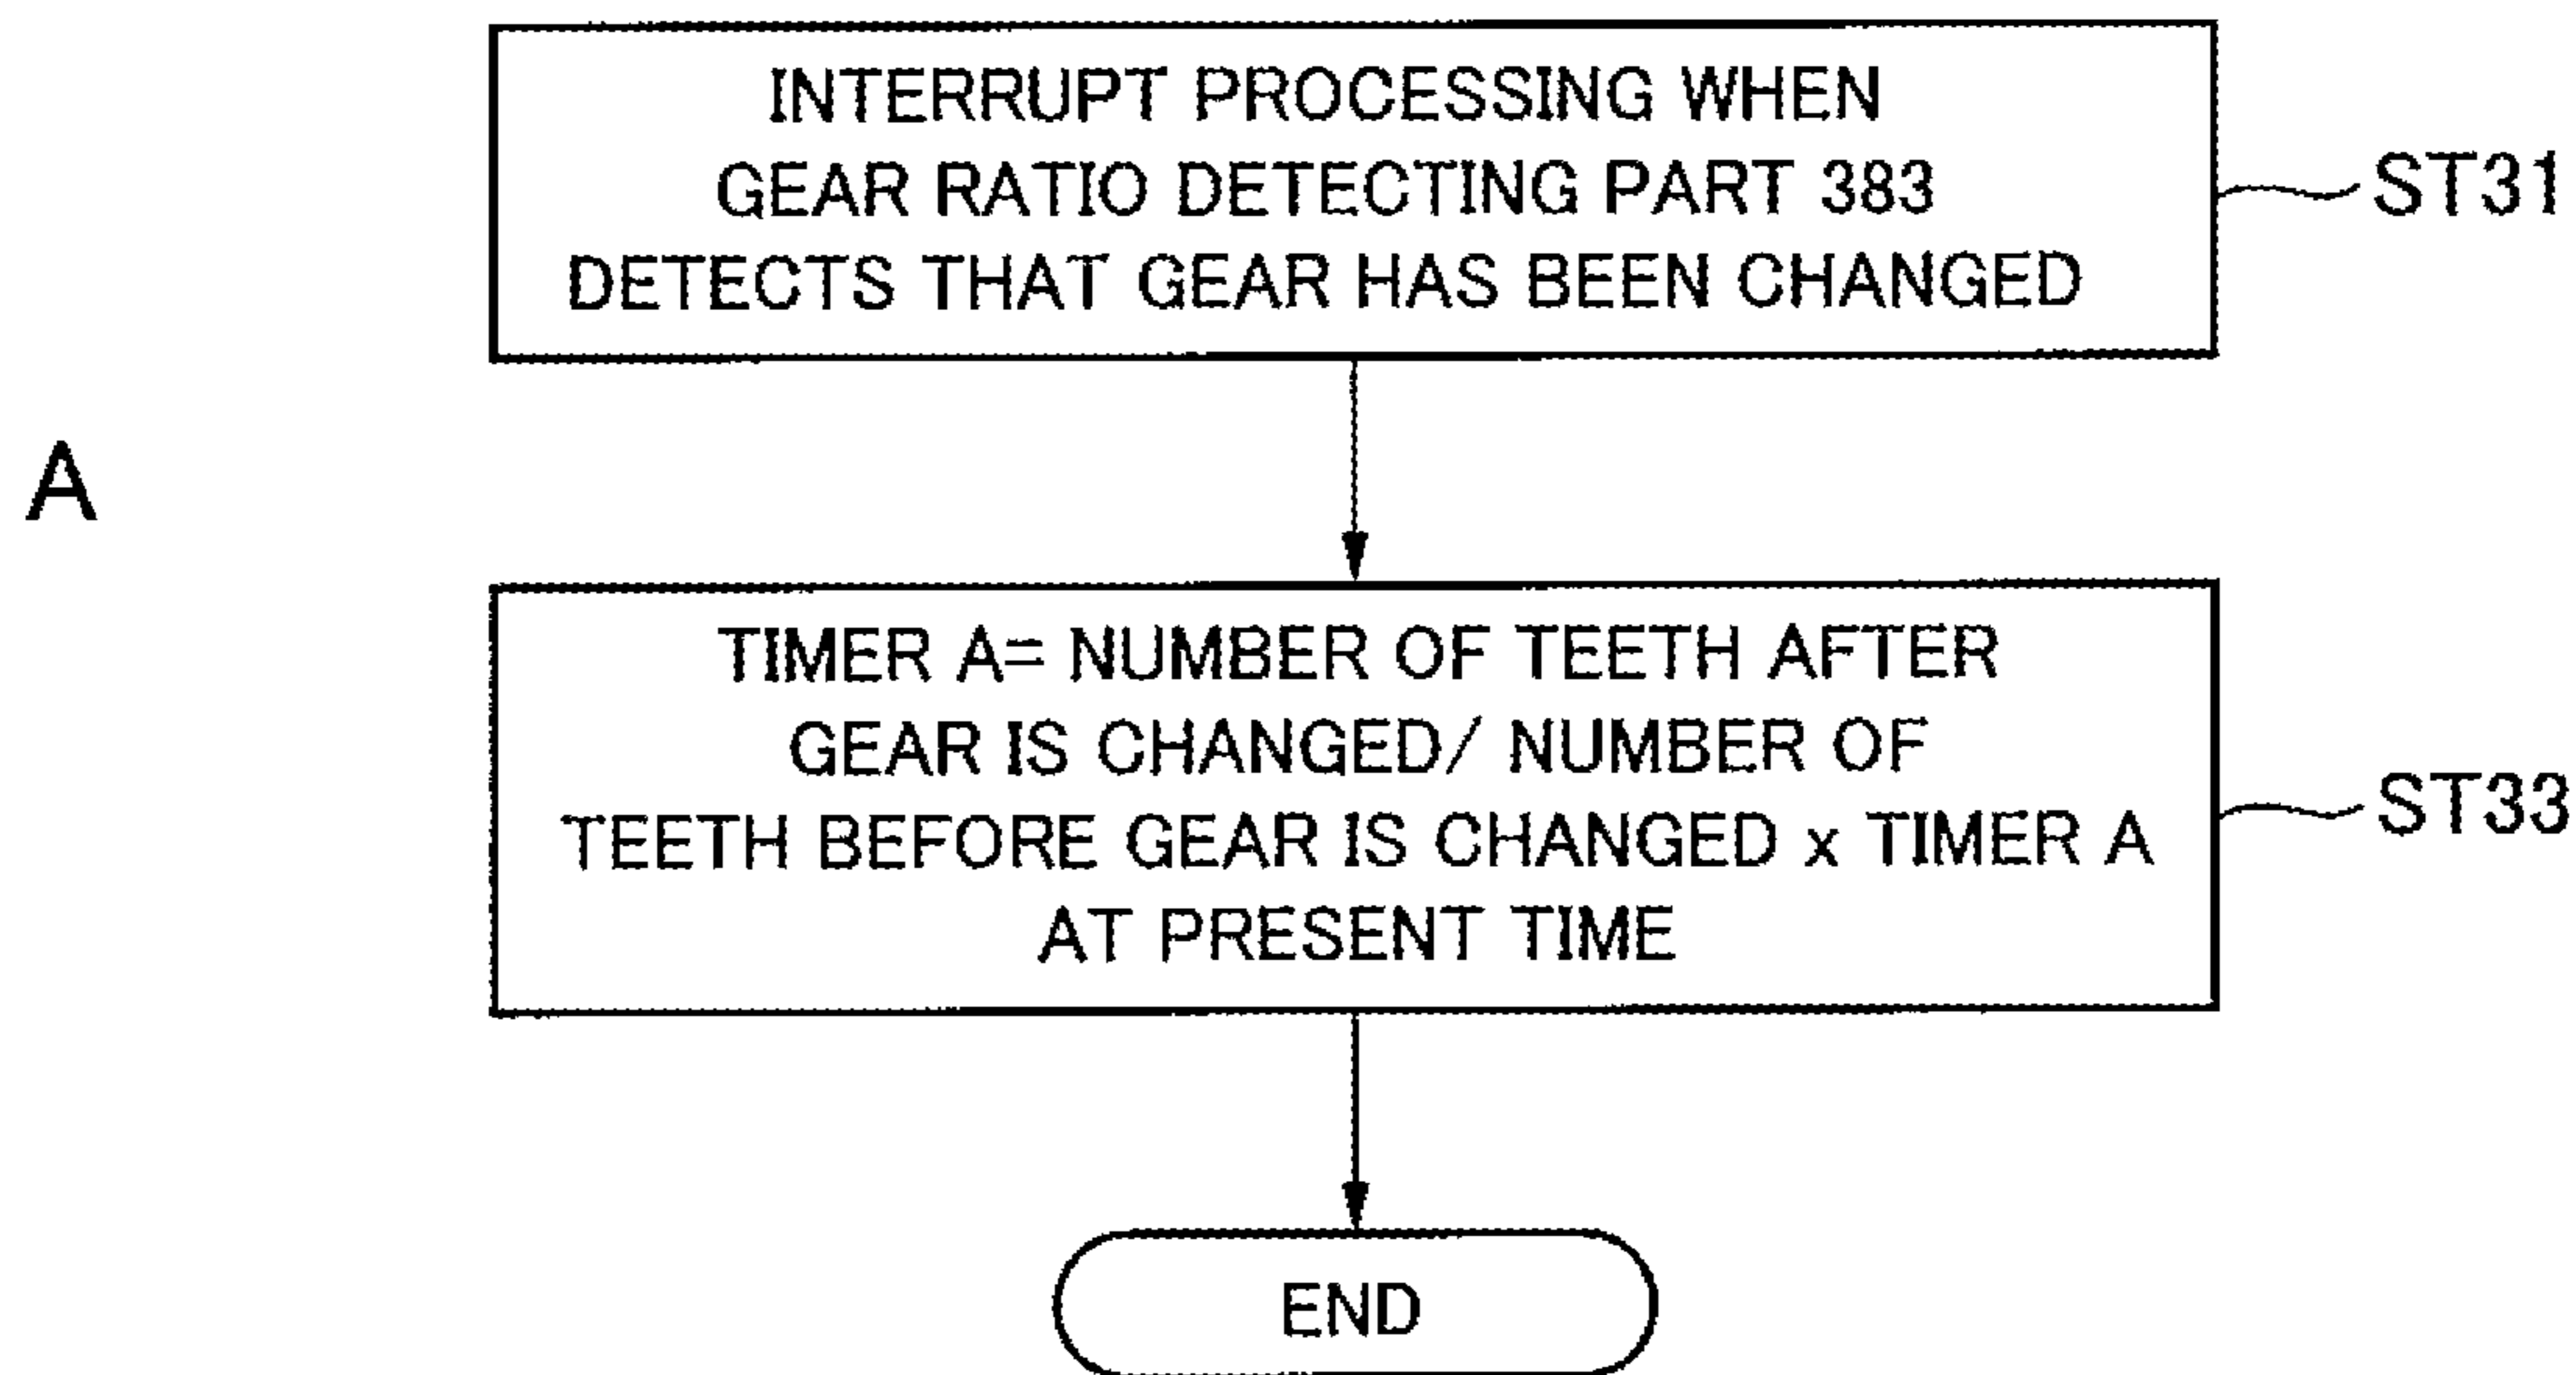 INTERRUPT PROCESSING WHEN
GEAR RATIO DETECTING PART 383
DETECTS THAT GEAR HAS BEEN CHANGED
ST31
A
TIMER A= NUMBER OF TEETH AFTER
GEAR IS CHANGED/ NUMBER OF
TEETH BEFORE GEAR IS CHANGED x TIMER A
AT PRESENT TIME
ST33
END